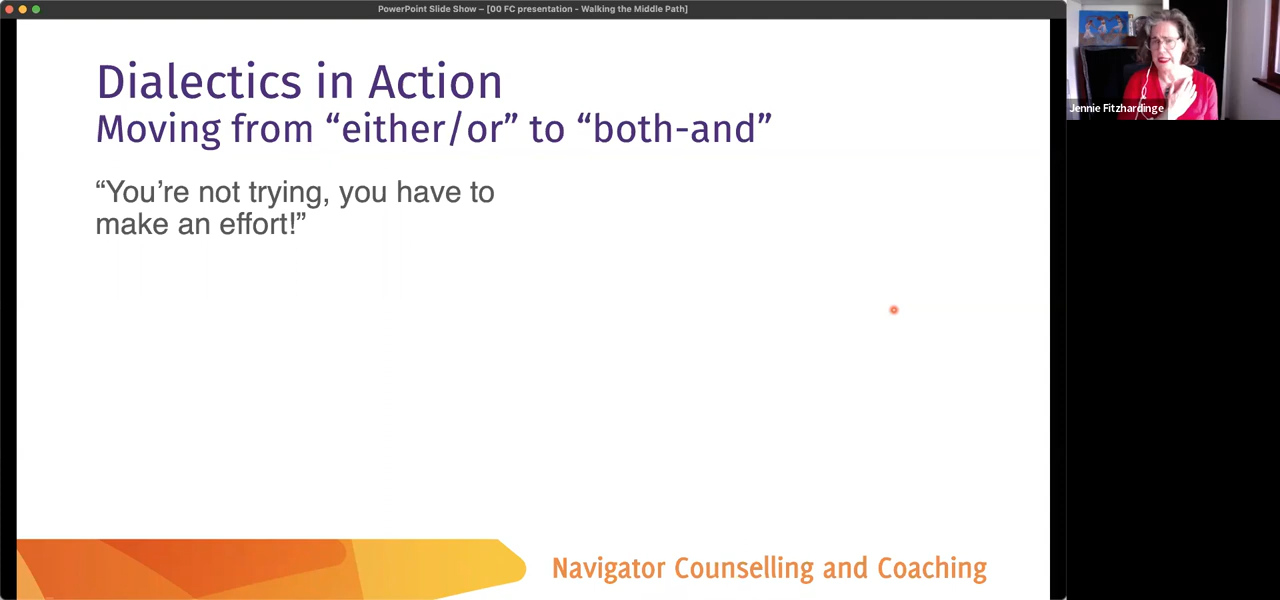 PowerPoint Slide Show – [00 FC presentation - Walking the Middle Path]
Dialectics in Action
Moving from “either/or” to “both-and”
“You’re not trying, you have to
make an effort!”
Navigator Counselling and Coaching
Jennie Fitzhardinge